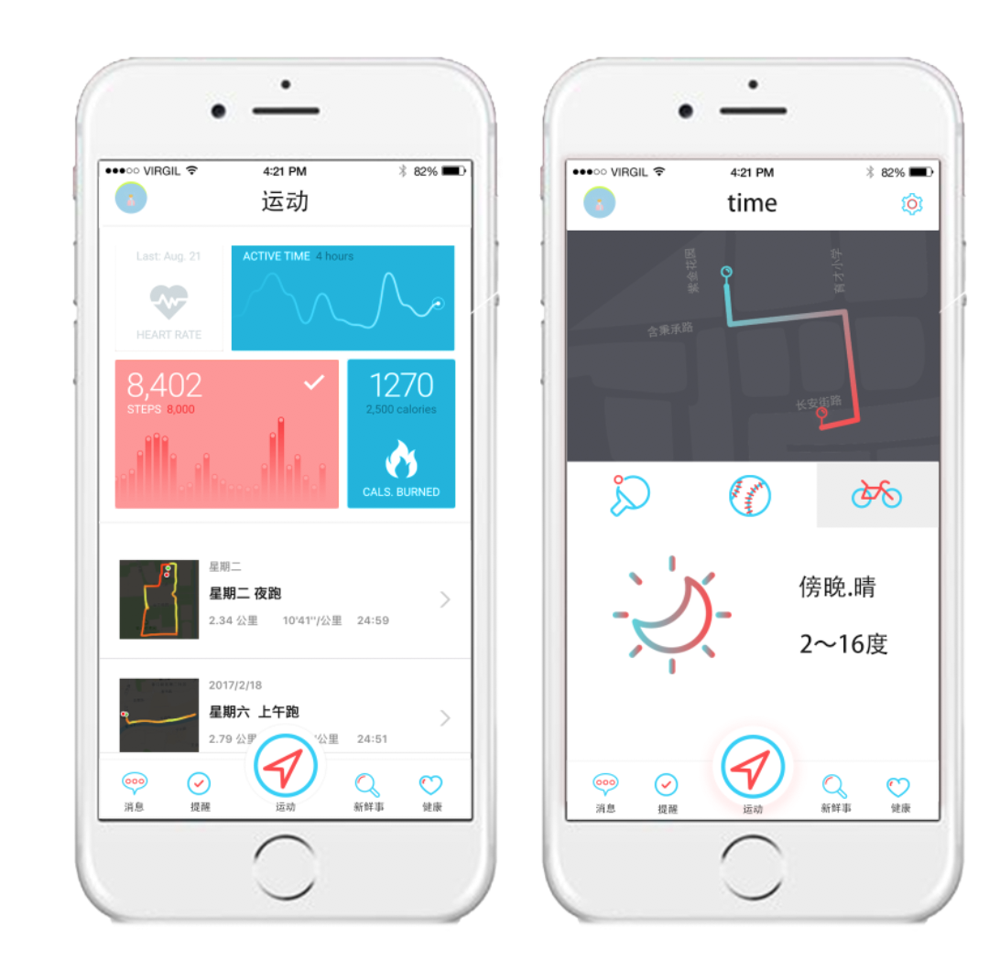 VIRGIL
4:21 PM
82%
运动
Last: Aug. 21
HEART RATE
ACTIVE TIME 4 hours
8,402
STEPS 8,000
1270
2,500 calories
CALS. BURNED
星期二
星期二 夜跑
2.34 公里 10'41''/公里 24:59
2017/2/18
星期六 上午跑
2.79 公里 /公里 24:51
消息
提醒
运动
新鲜事
健康
VIRGIL
4:21 PM
82%
time
紫金花园
育才小学
含秉承路
长安街路
傍晚.晴
2～16度
消息
提醒
运动
新鲜事
健康